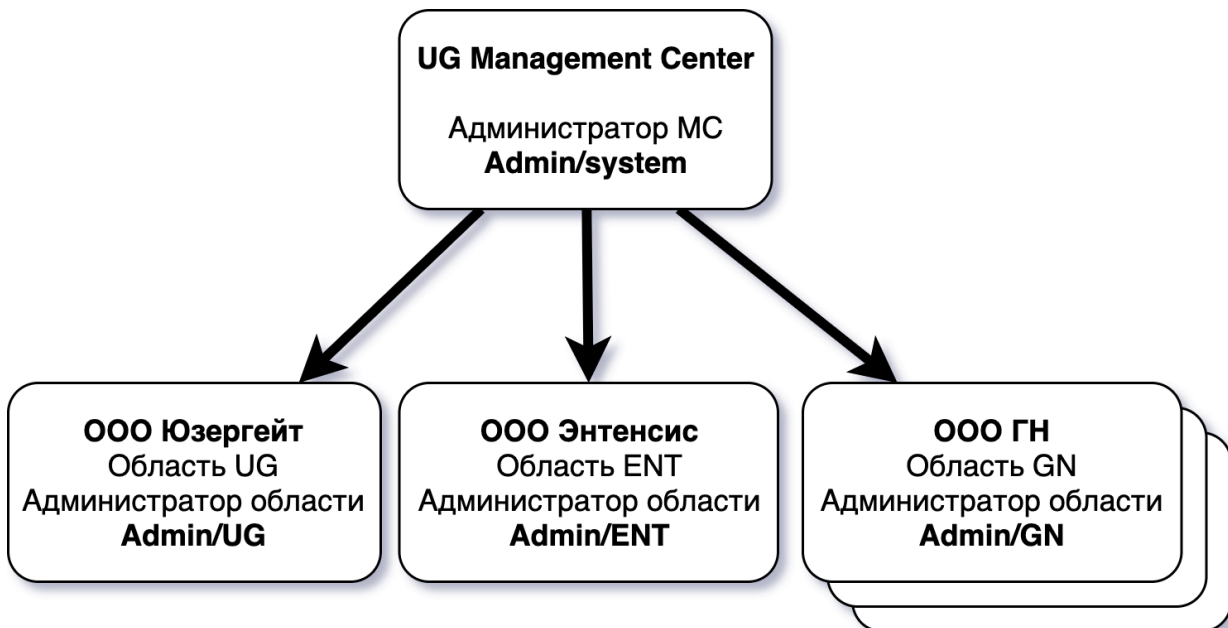 UG Management Center
Администратор МС
Admin/system
ООО Юзергейт
Область UG
Администратор области
Admin/UG
ООО Энтенсис
Область ENT
Администратор области
Admin/ENT
ООО ГН
Область GN
Администратор области
Admin/GN